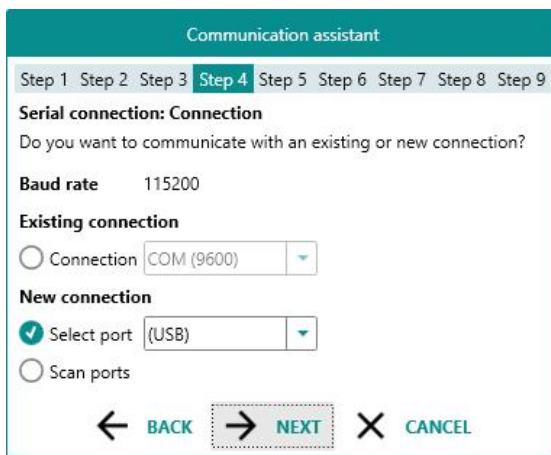 Communication assistant
Step 1 Step 2 Step 3 Step 4 Step 5 Step 6 Step 7 Step 8 Step 9
Serial connection: Connection
Do you want to communicate with an existing or new connection?
Baud rate 115200
Existing connection
Connection COM (9600)
New connection
Select port (USB)
Scan ports
BACK NEXT CANCEL